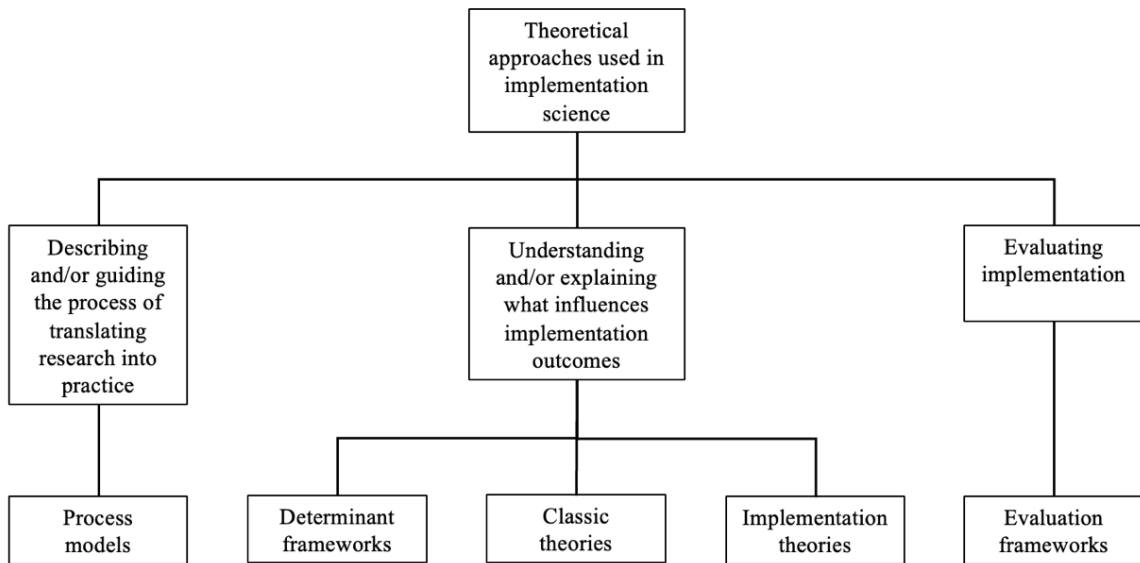 Theoretical
approaches used in
implementation
science
Describing
and/or guiding
the process of
translating
research into
practice
Understanding
and/or explaining
what influences
implementation
outcomes
Evaluating
implementation
Process
models
Determinant
frameworks
Classic
theories
Implementation
theories
Evaluation
frameworks